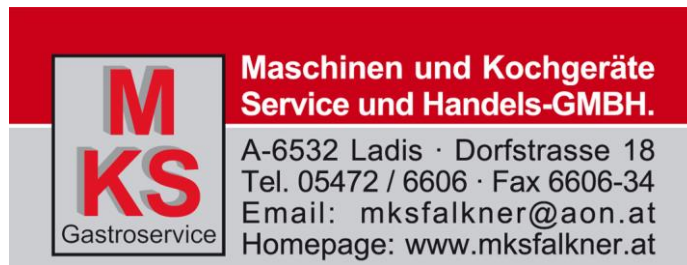 M
KS
Gastroservice
Maschinen und Kochgeräte
Service und Handels-GMBH.
A-6532 Ladis · Dorfstrasse 18
Tel. 05472 / 6606 · Fax 6606-34
Email: mksfalkner@aon.at
Homepage: www.mksfalkner.at